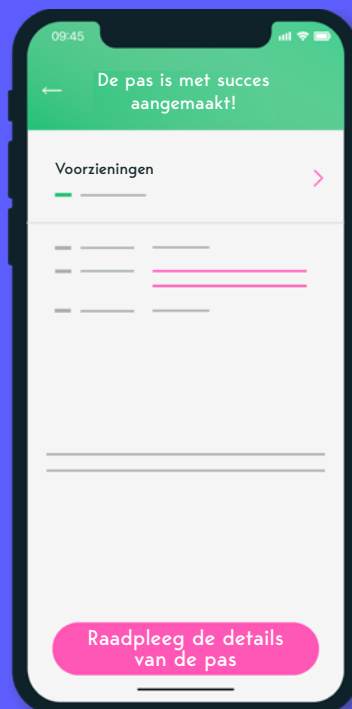 09:45
De pas is met succes
aangemaakt!
Voorzieningen
Raadpleeg de details
van de pas